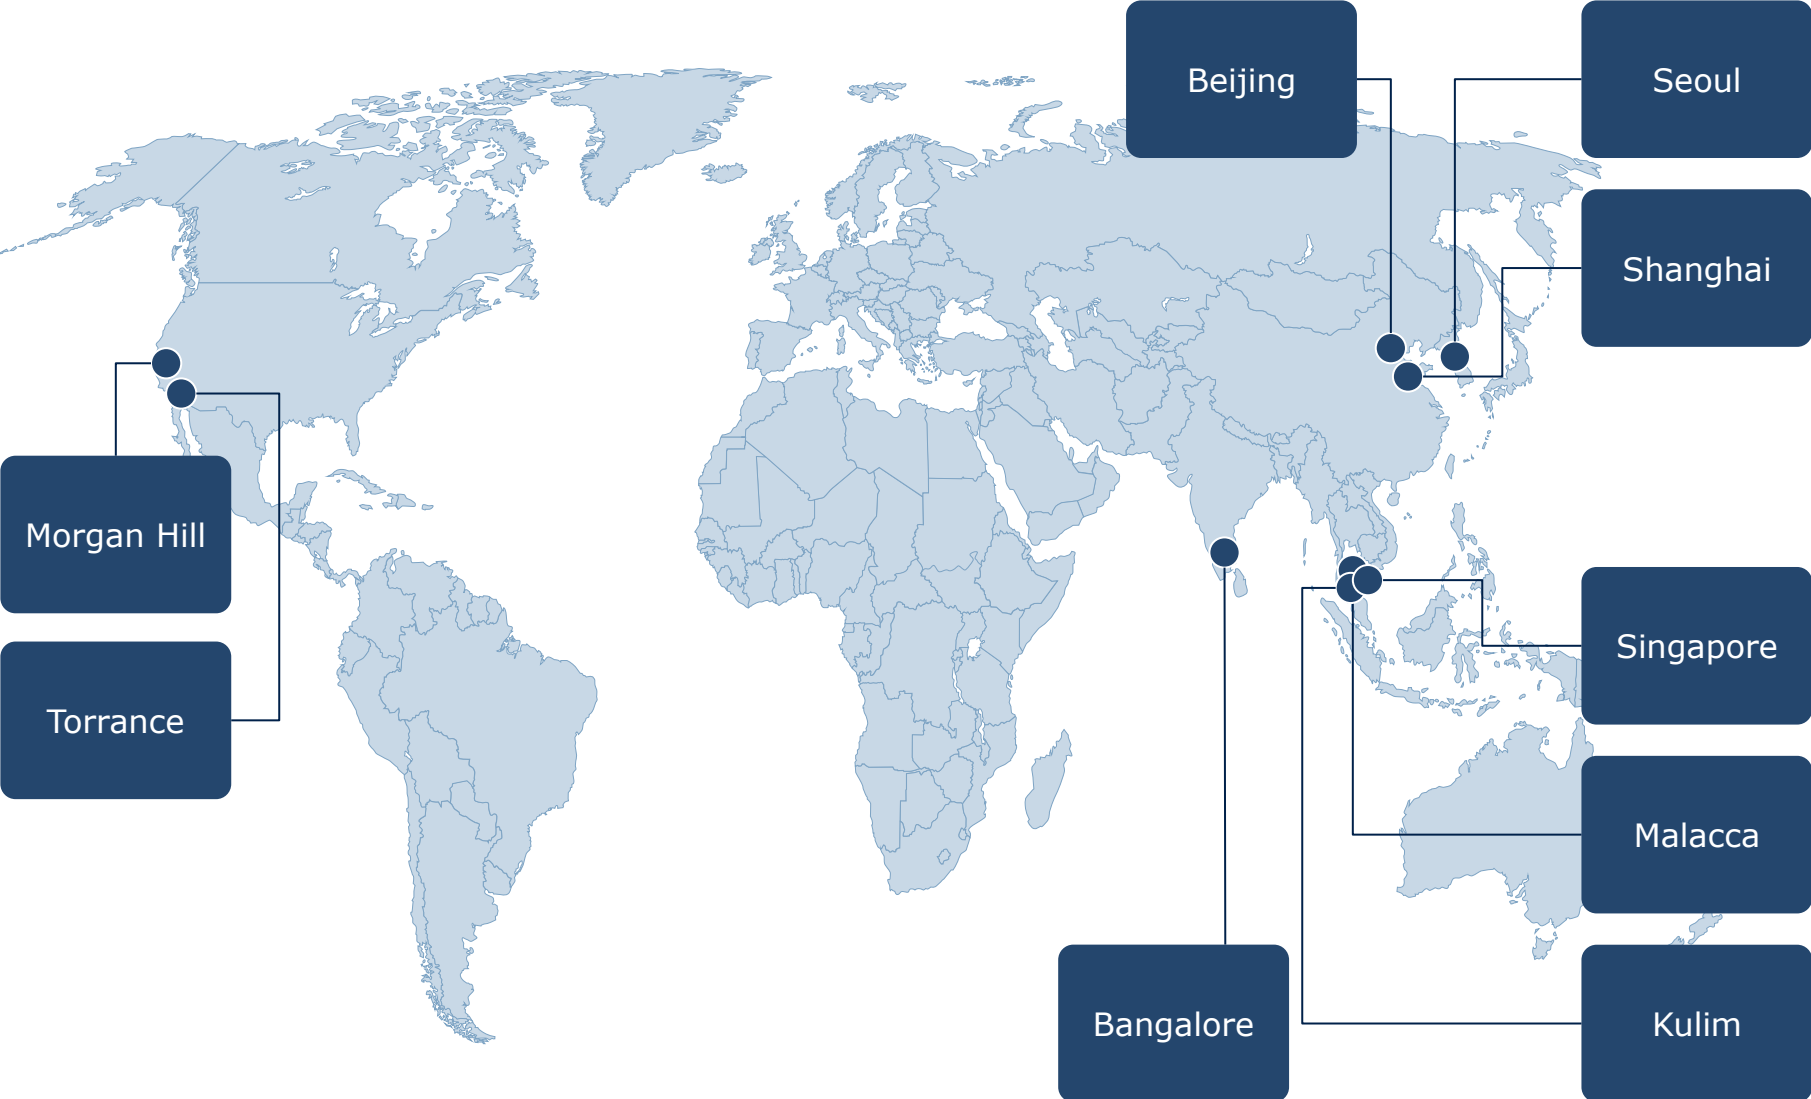 Beijing
Seoul
Shanghai
Morgan Hill
Torrance
Singapore
Malacca
Bangalore
Kulim